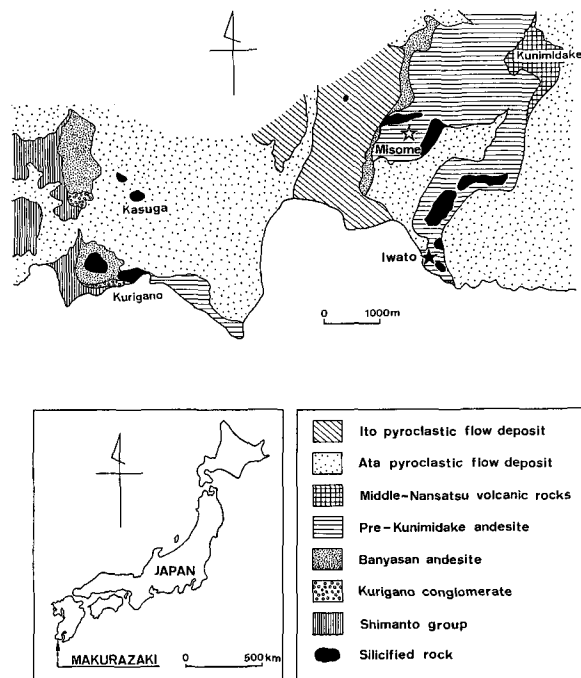 Kunimidake
Misome
Kasuga
Iwato
Kurigano
0 1000m
JAPAN
MAKURAZAKI
0 500km
Ito pyroclastic flow deposit
Ata pyroclastic flow deposit
Middle-Nansatsu volcanic rocks
Pre-Kunimidake andesite
Banyasan andesite
Kurigano conglomerate
Shimanto group
Silicified rock